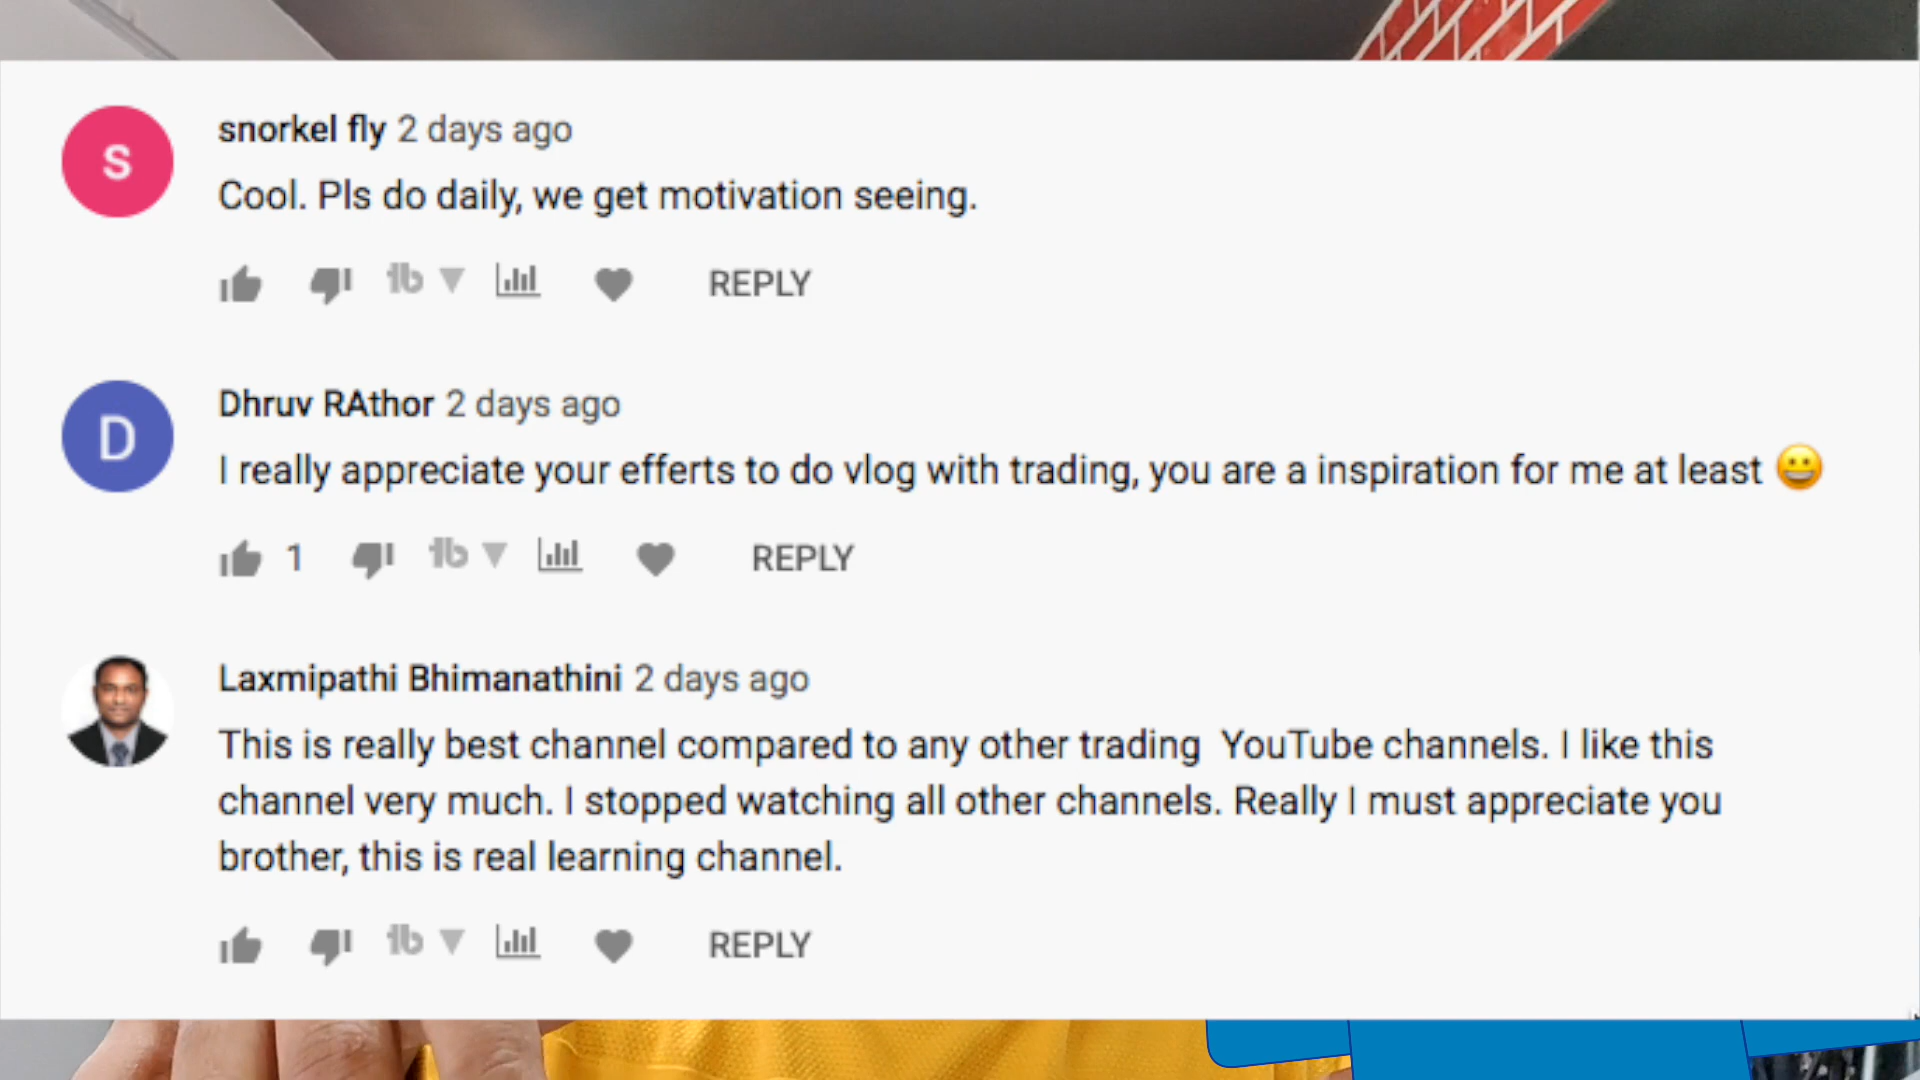 S
snorkel fly 2 days ago
Cool. Pls do daily, we get motivation seeing.
tb
REPLY
D
Dhruv RAthor 2 days ago
I really appreciate your efferts to do vlog with trading, you are a inspiration for me at least 😀
1
tb
REPLY
Laxmipathi Bhimanathini 2 days ago
This is really best channel compared to any other trading YouTube channels. I like this
channel very much. I stopped watching all other channels. Really I must appreciate you
brother, this is real learning channel.
tb
REPLY